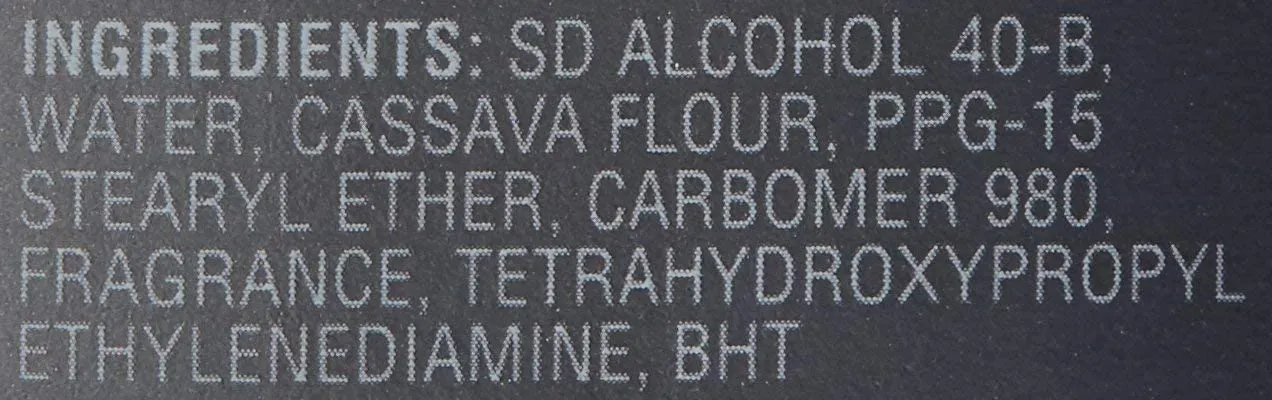 INGREDIENTS: SD ALCOHOL 40-B,
WATER, CASSAVA FLOUR, PPG-15
STEARYL ETHER, CARBOMER 980,
FRAGRANCE, TETRAHYDROXYPROPYL
ETHYLENEDIAMINE, BHT